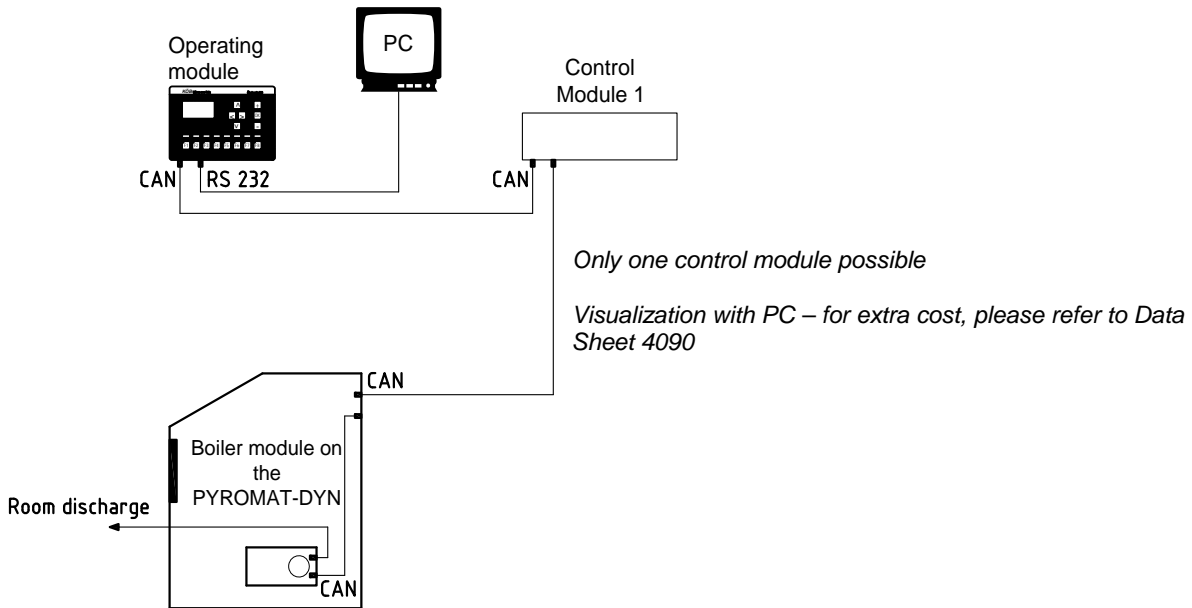 Operating
module
PC
Control
Module 1
CAN
RS 232
CAN
Only one control module possible
Visualization with PC – for extra cost, please refer to Data
Sheet 4090
CAN
Boiler module on
the
PYROMAT-DYN
Room discharge
CAN